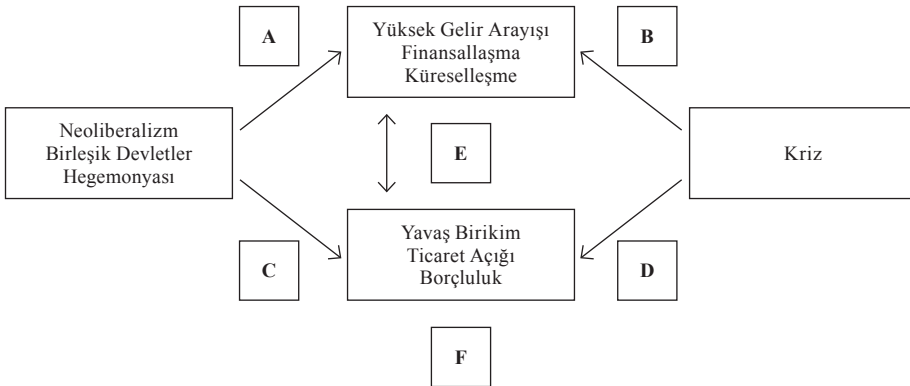 A
Yüksek Gelir Arayışı
Finansallaşma
Küreselleşme
B
Neoliberalizm
Birleşik Devletler
Hegemonyası
E
Kriz
C
Yavaş Birikim
Ticaret Açığı
Borçluluk
D
F